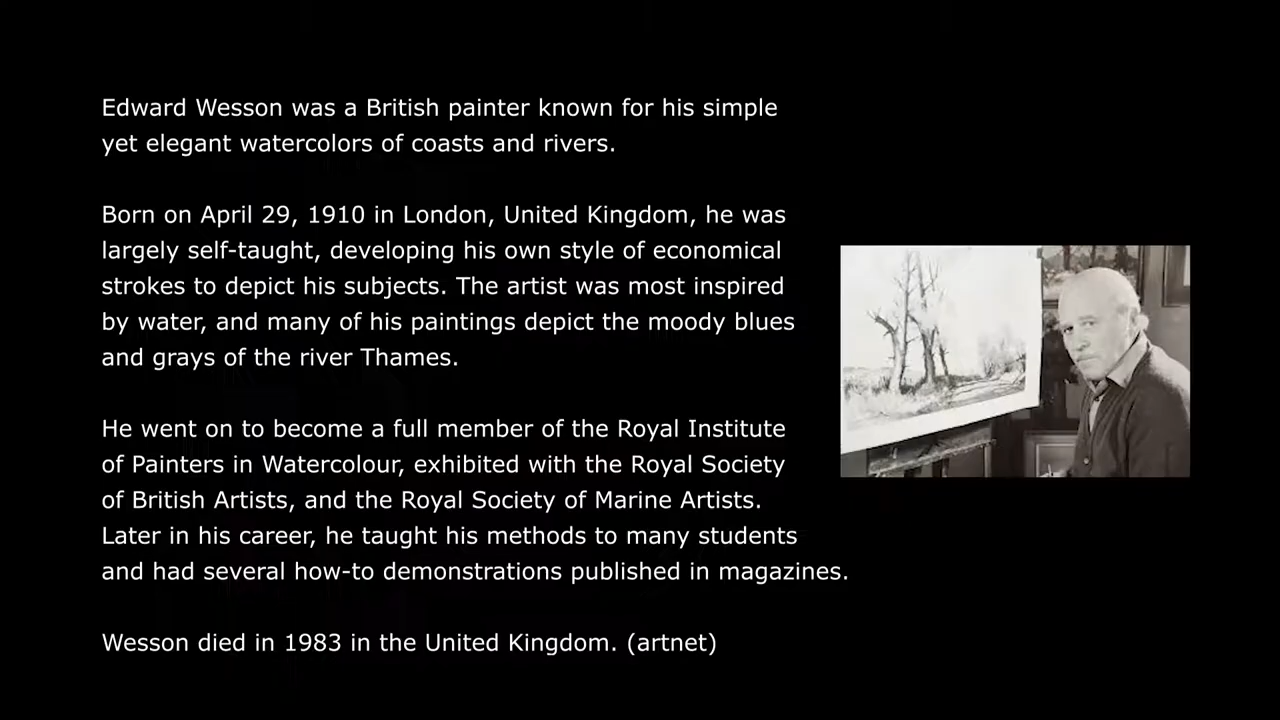 Edward Wesson was a British painter known for his simple
yet elegant watercolors of coasts and rivers.
Born on April 29, 1910 in London, United Kingdom, he was
largely self-taught, developing his own style of economical
strokes to depict his subjects. The artist was most inspired
by water, and many of his paintings depict the moody blues
and grays of the river Thames.
He went on to become a full member of the Royal Institute
of Painters in Watercolour, exhibited with the Royal Society
of British Artists, and the Royal Society of Marine Artists.
Later in his career, he taught his methods to many students
and had several how-to demonstrations published in magazines.
Wesson died in 1983 in the United Kingdom. (artnet)